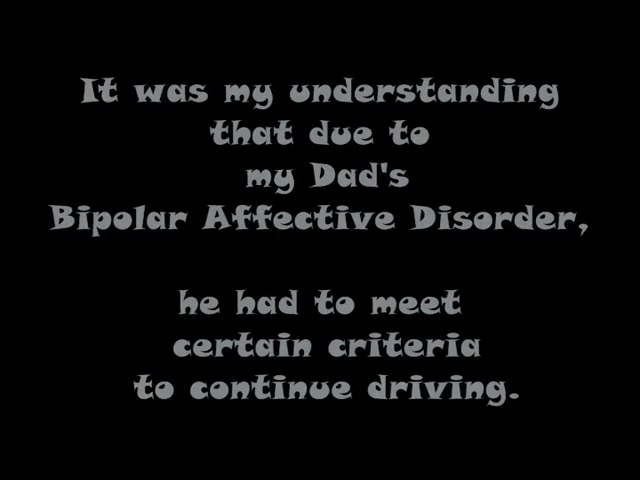 It was my understanding
that due to
my Dad's
Bipolar Affective Disorder,
he had to meet
certain criteria
to continue driving.